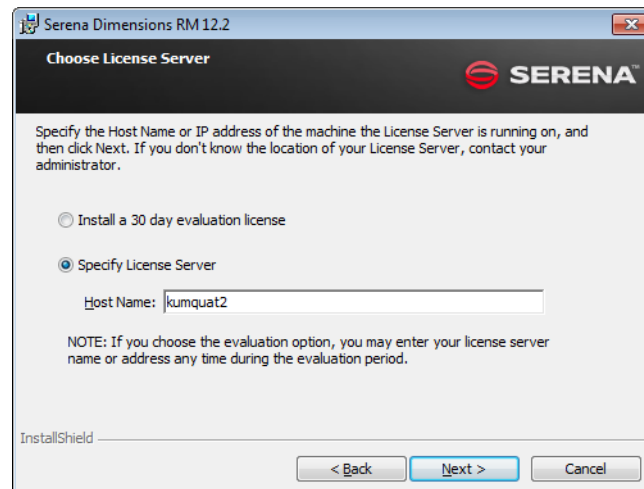 Serena Dimensions RM 12.2
Choose License Server
SERENA™
Specify the Host Name or IP address of the machine the License Server is running on, and
then click Next. If you don't know the location of your License Server, contact your
administrator.
Install a 30 day evaluation license
Specify License Server
Host Name: kumquat2
NOTE: If you choose the evaluation option, you may enter your license server
name or address any time during the evaluation period.
InstallShield
< Back Next > Cancel